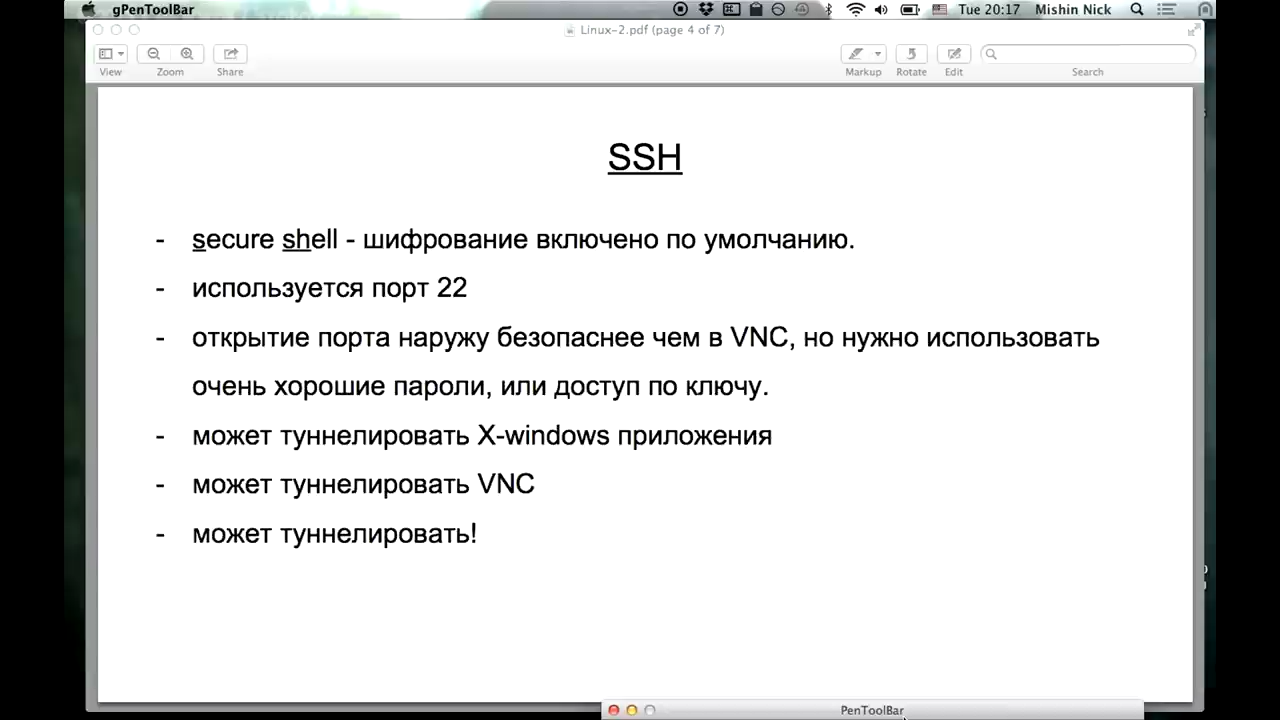 gPenToolBar
Tue 20:17 Mishin Nick
Linux-2.pdf (page 4 of 7)
View Zoom Share Markup Rotate Edit Search
SSH
- secure shell - шифрование включено по умолчанию.
- используется порт 22
- открытие порта наружу безопаснее чем в VNC, но нужно использовать
очень хорошие пароли, или доступ по ключу.
- может туннелировать X-windows приложения
- может туннелировать VNC
- может туннелировать!
PenToolBar